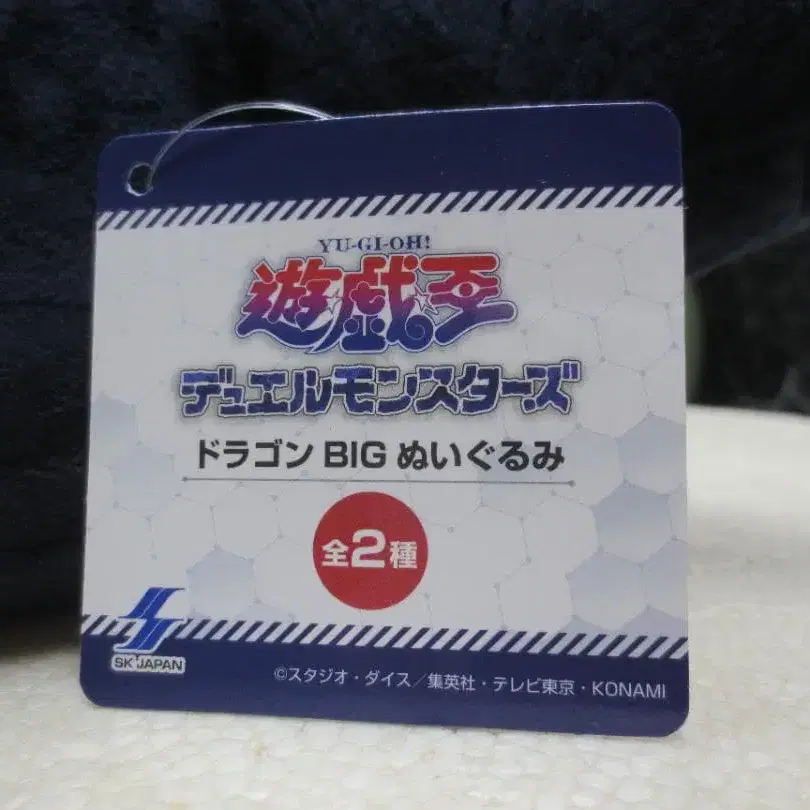 YU-GI-OH!
遊☆戯☆王
デュエルモンスターズ
ドラゴン BIG ぬいぐるみ
全2種
SK JAPAN
©スタジオ・ダイス／集英社・テレビ東京・KONAMI